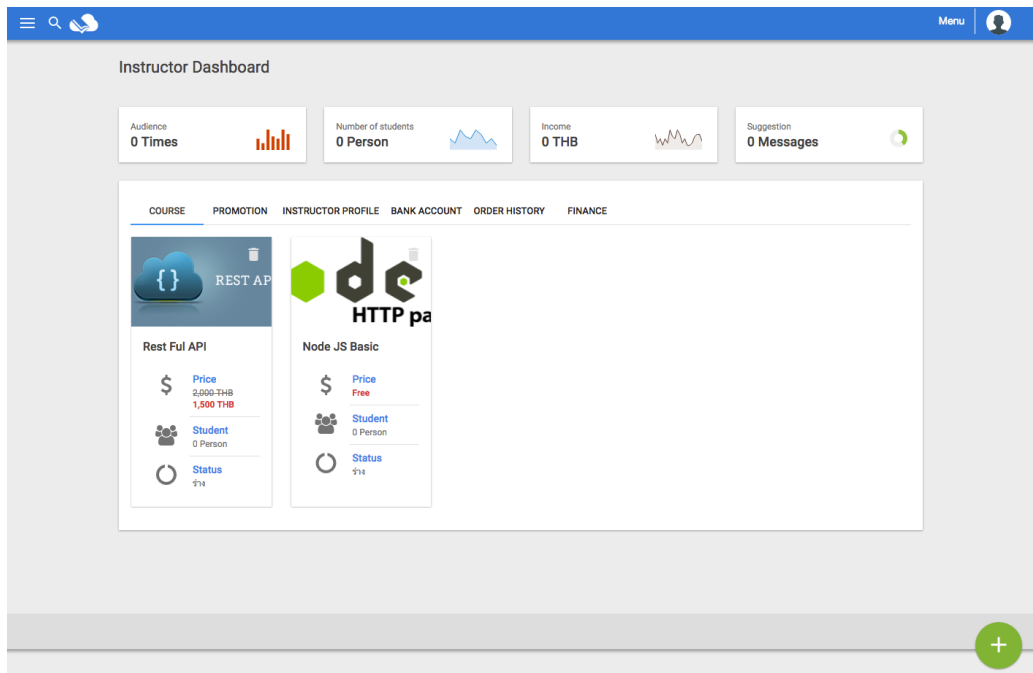 Menu
Instructor Dashboard
Audience
0 Times
Number of students
0 Person
Income
0 THB
Suggestion
0 Messages
COURSE PROMOTION INSTRUCTOR PROFILE BANK ACCOUNT ORDER HISTORY FINANCE
{ } REST AP
de
HTTP pa
Rest Ful API
Price
2,000 THB
1,500 THB
Student
0 Person
Status
ร่าง
Node JS Basic
Price
Free
Student
0 Person
Status
ร่าง